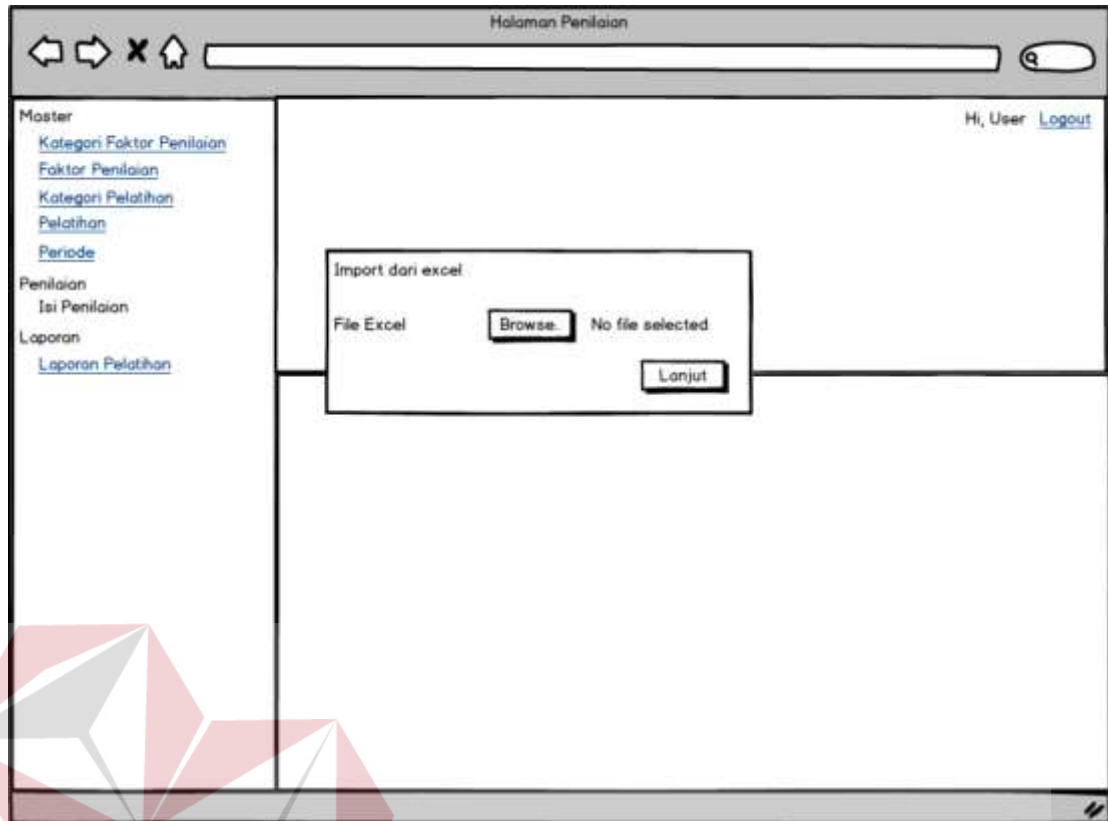 Halaman Penilaian
Master
Kategori Faktor Penilaian
Faktor Penilaian
Kategori Pelatihan
Pelatihan
Periode
Penilaian
Isi Penilaian
Laporan
Laporan Pelatihan
Hi, User Logout
Import dari excel
File Excel Browse. No file selected
Lanjut